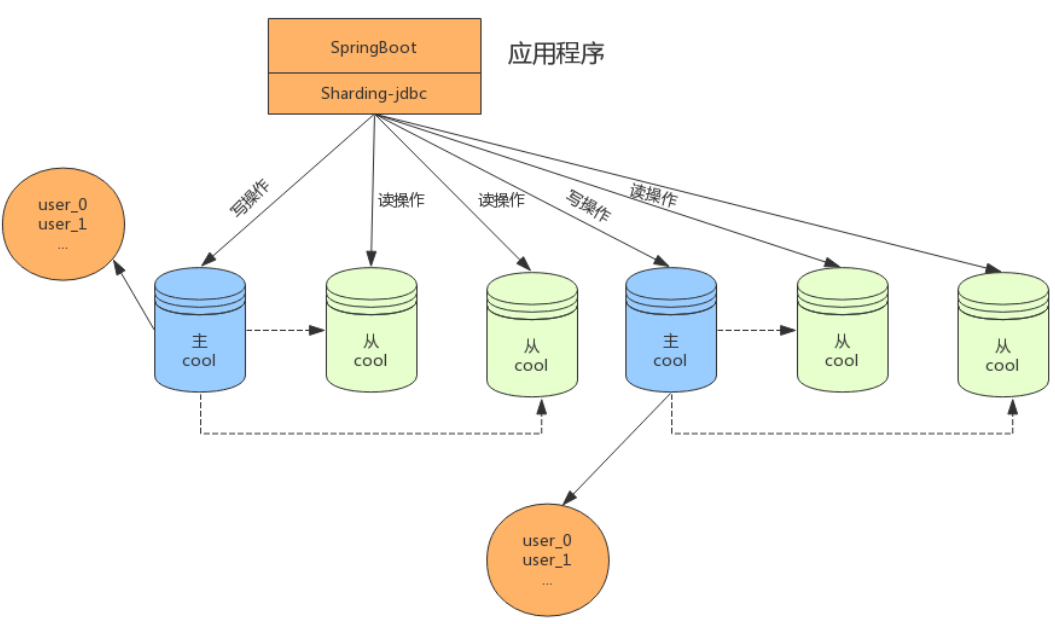 SpringBoot
应用程序
Sharding-jdbc
写操作
读操作
读操作
写操作
读操作
user_0
user_1
...
主
cool
从
cool
从
cool
主
cool
从
cool
从
cool
user_0
user_1
...